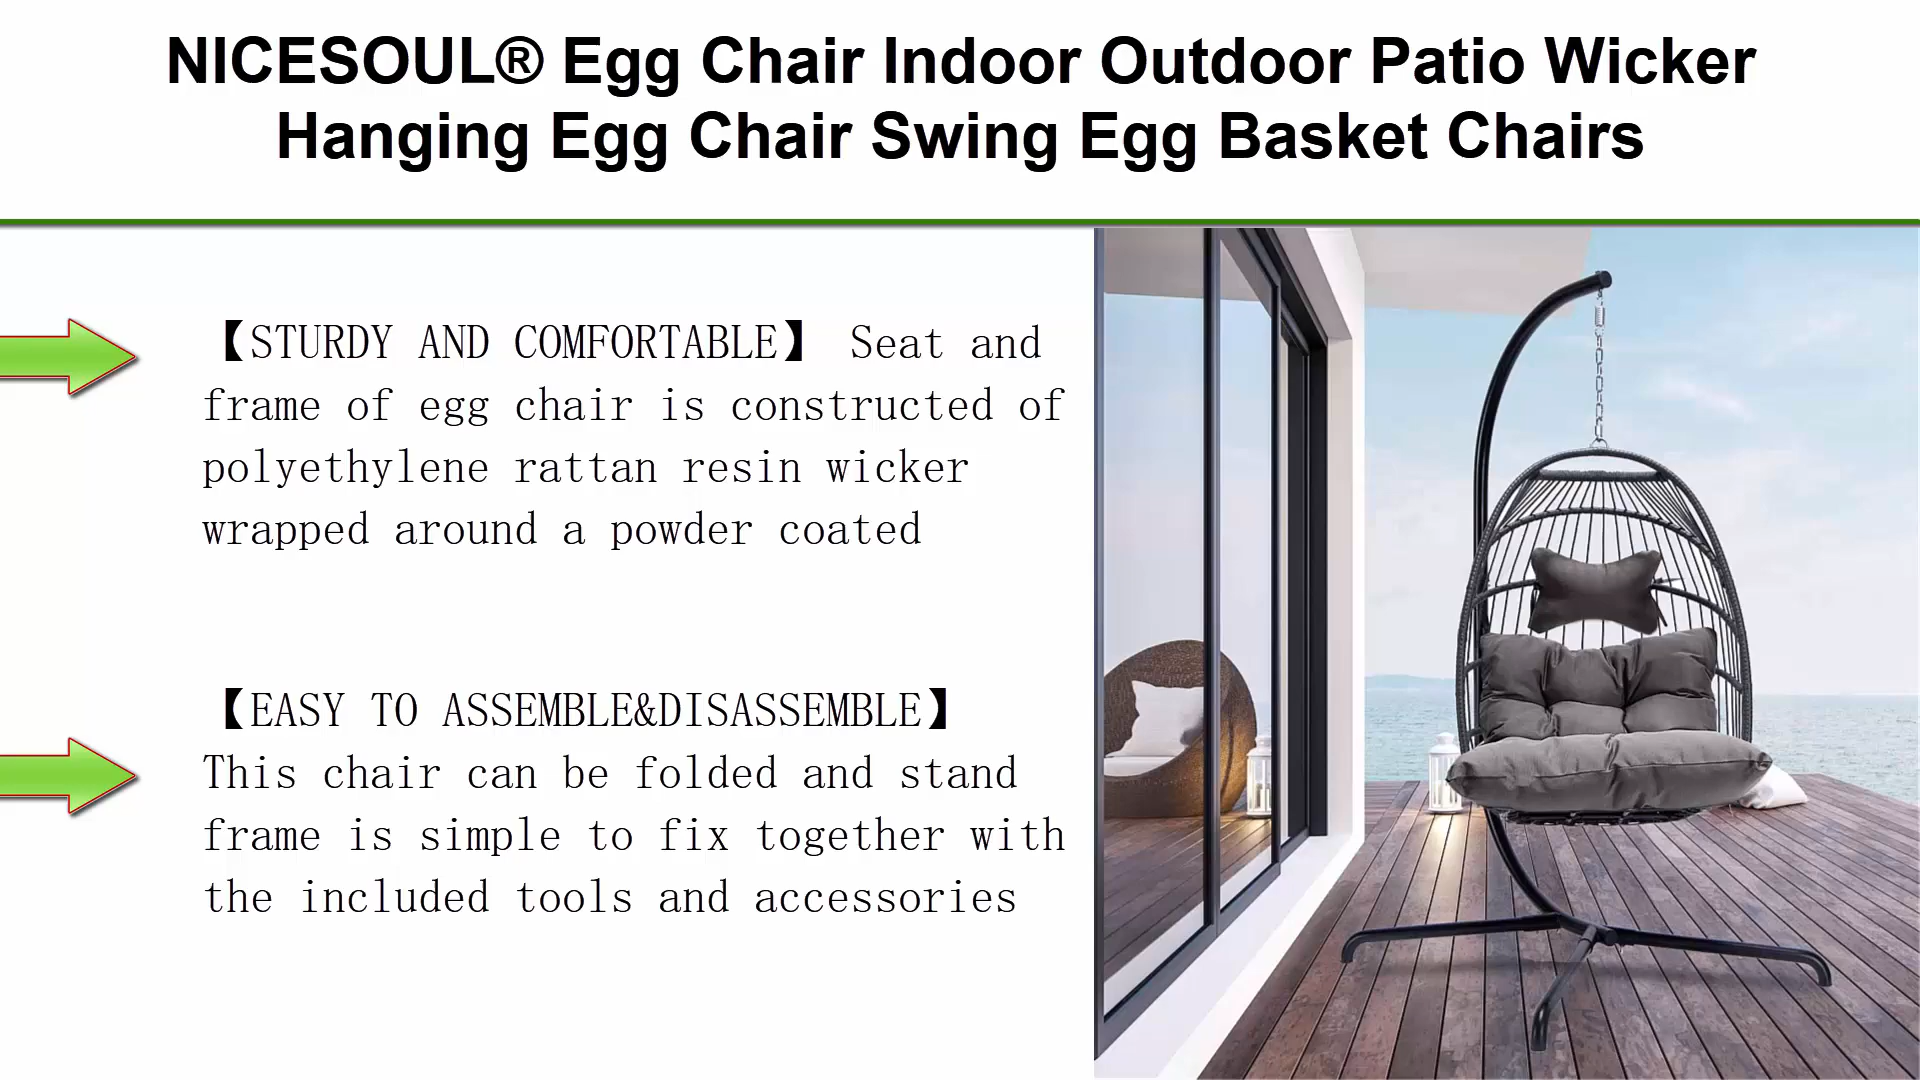 NICESOUL® Egg Chair Indoor Outdoor Patio Wicker
Hanging Egg Chair Swing Egg Basket Chairs
【STURDY AND COMFORTABLE】 Seat and
frame of egg chair is constructed of
polyethylene rattan resin wicker
wrapped around a powder coated
【EASY TO ASSEMBLE&DISASSEMBLE】
This chair can be folded and stand
frame is simple to fix together with
the included tools and accessories